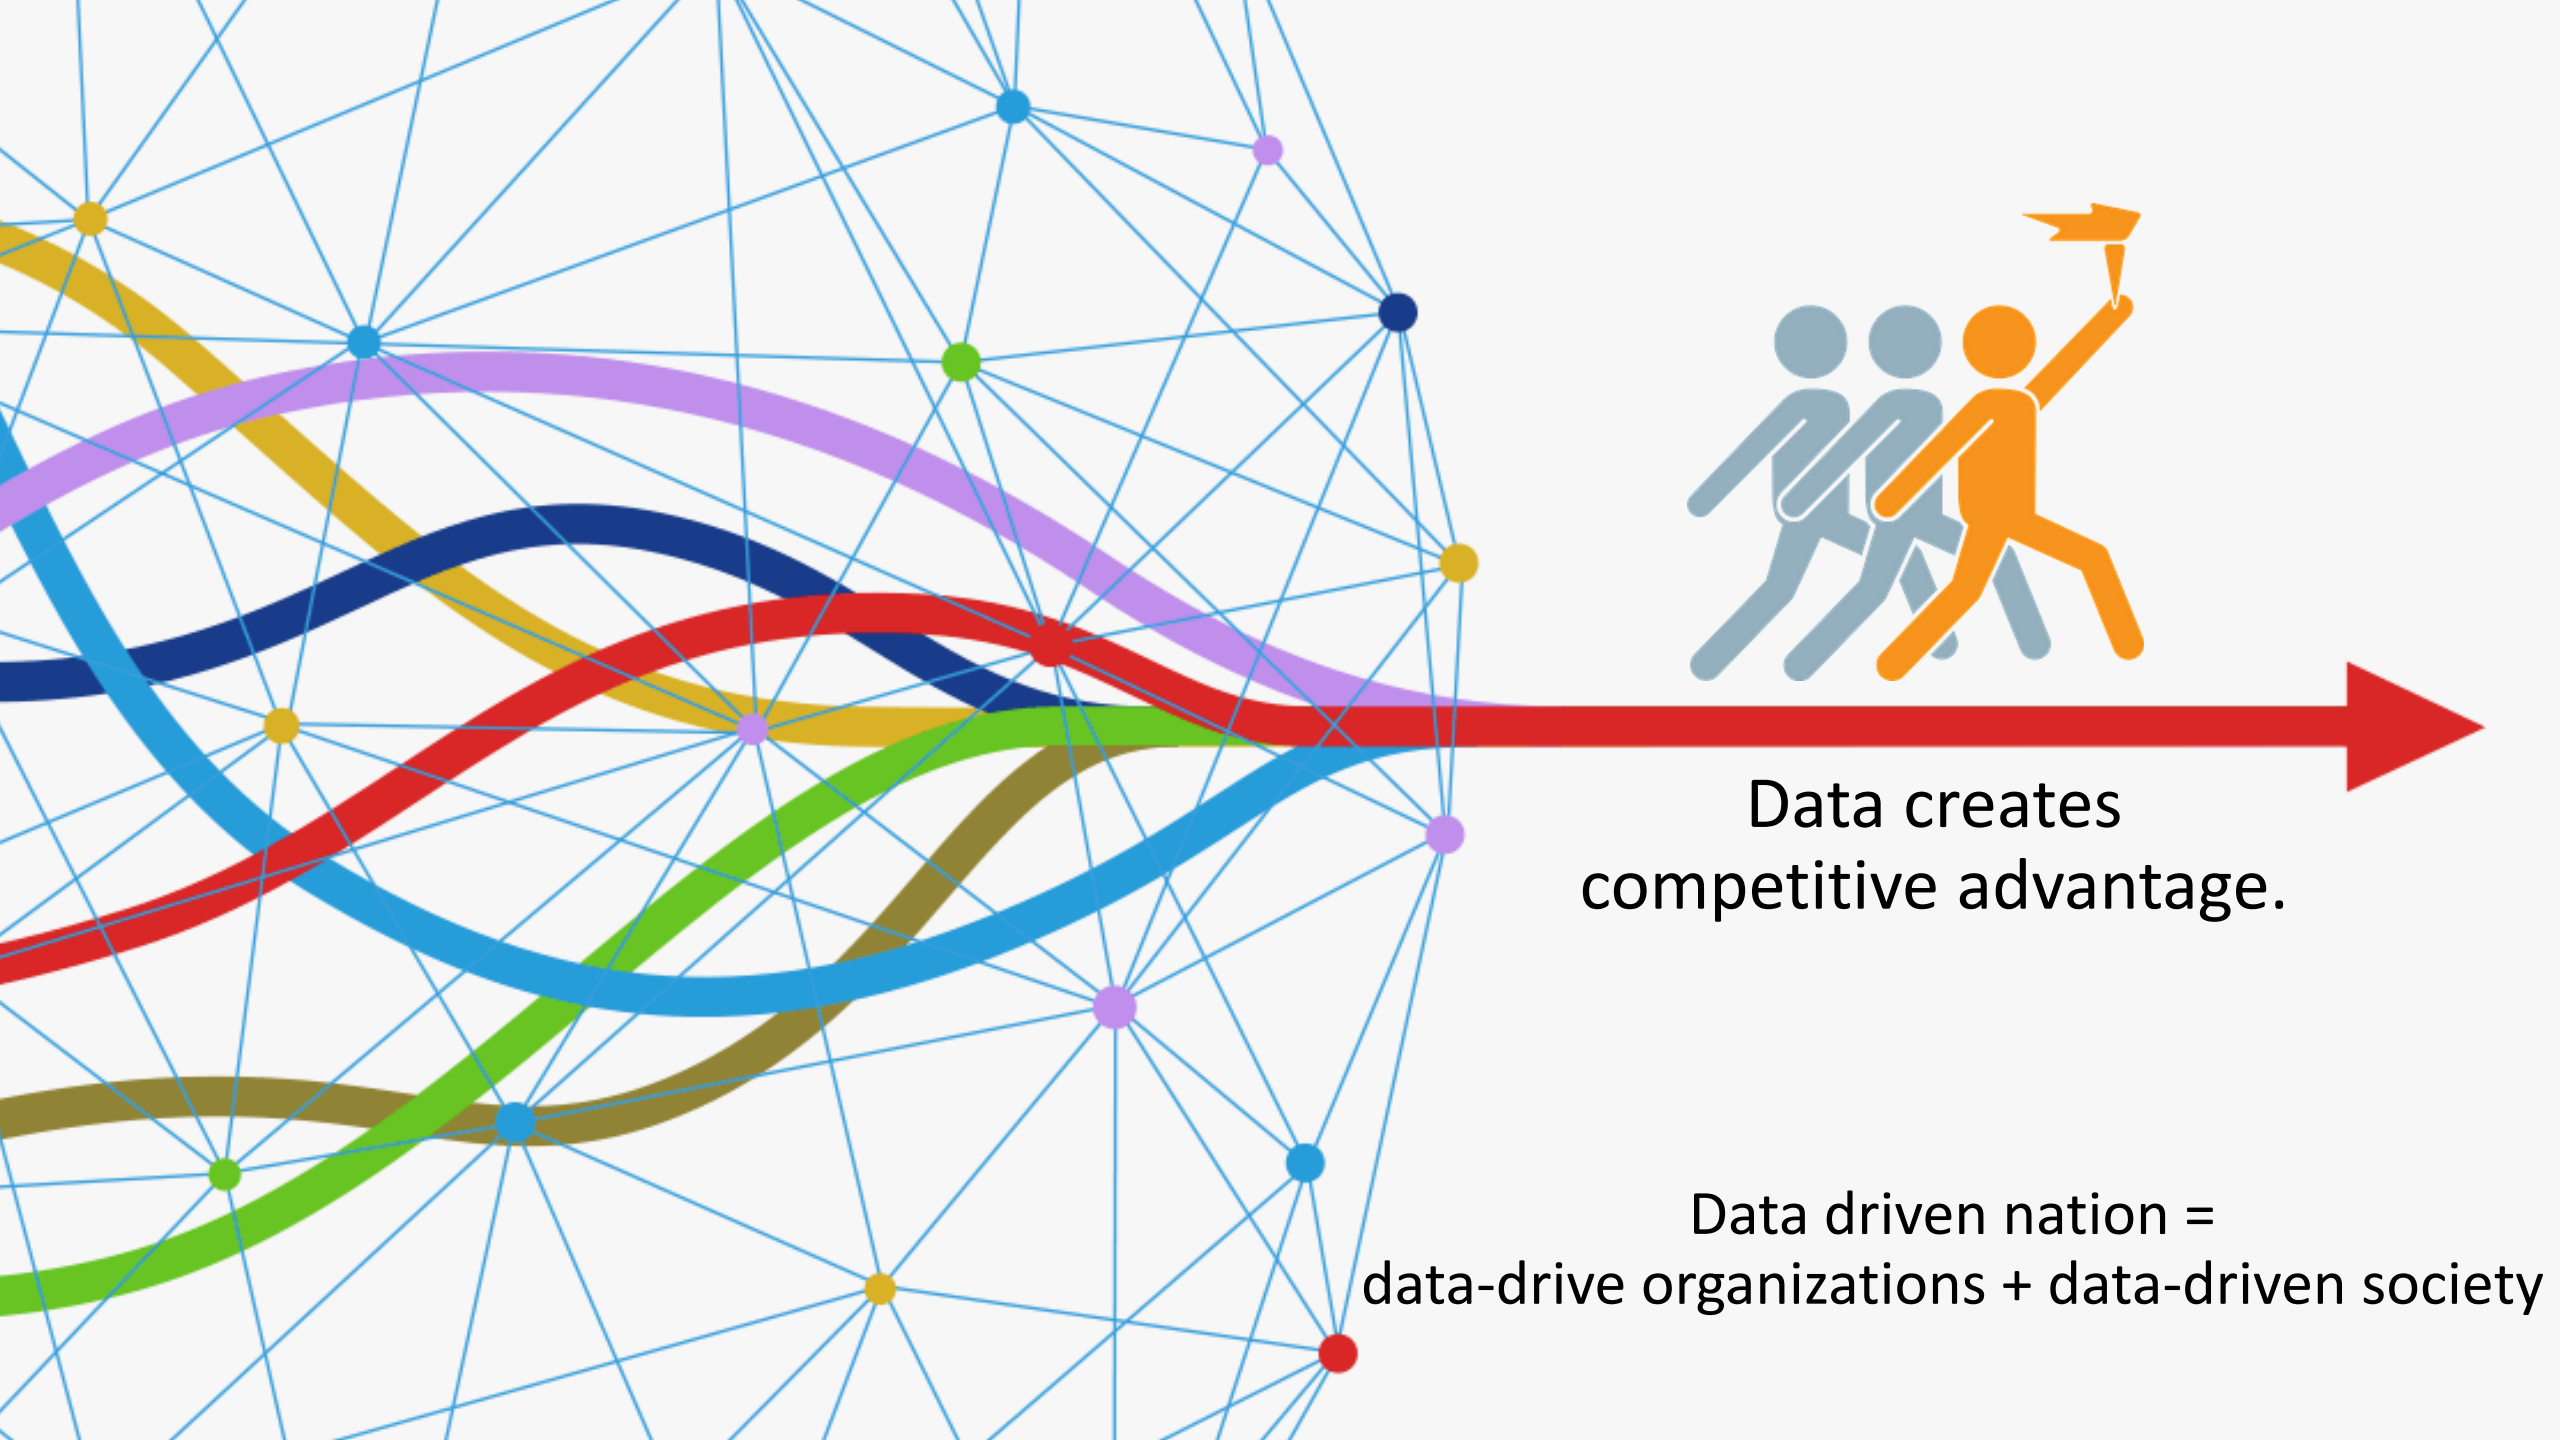 Data creates
competitive advantage.
Data driven nation =
data-drive organizations + data-driven society